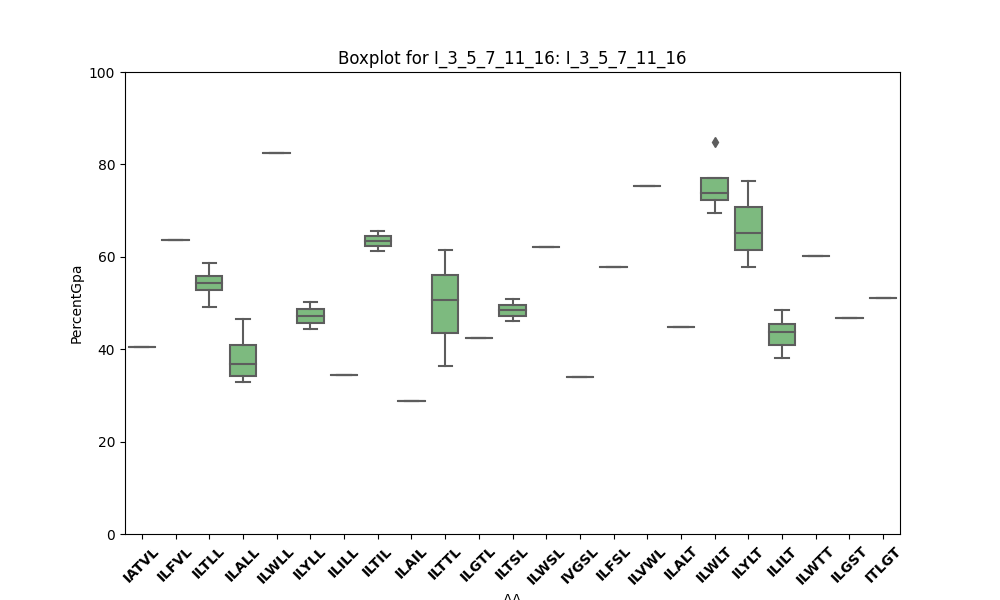 Boxplot for I_3_5_7_11_16: I_3_5_7_11_16
PercentGpa
100
80
60
40
20
0
IATVL ILFVL ILTLL ILALL ILWLL ILYLL ILILL ILTIL ILAIL ILTTL ILGTL ILTSL ILWSL IVGSL ILFSL ILVWL ILALT ILWLT ILYLT ILILT ILWTT ILGST ITLGT
AA